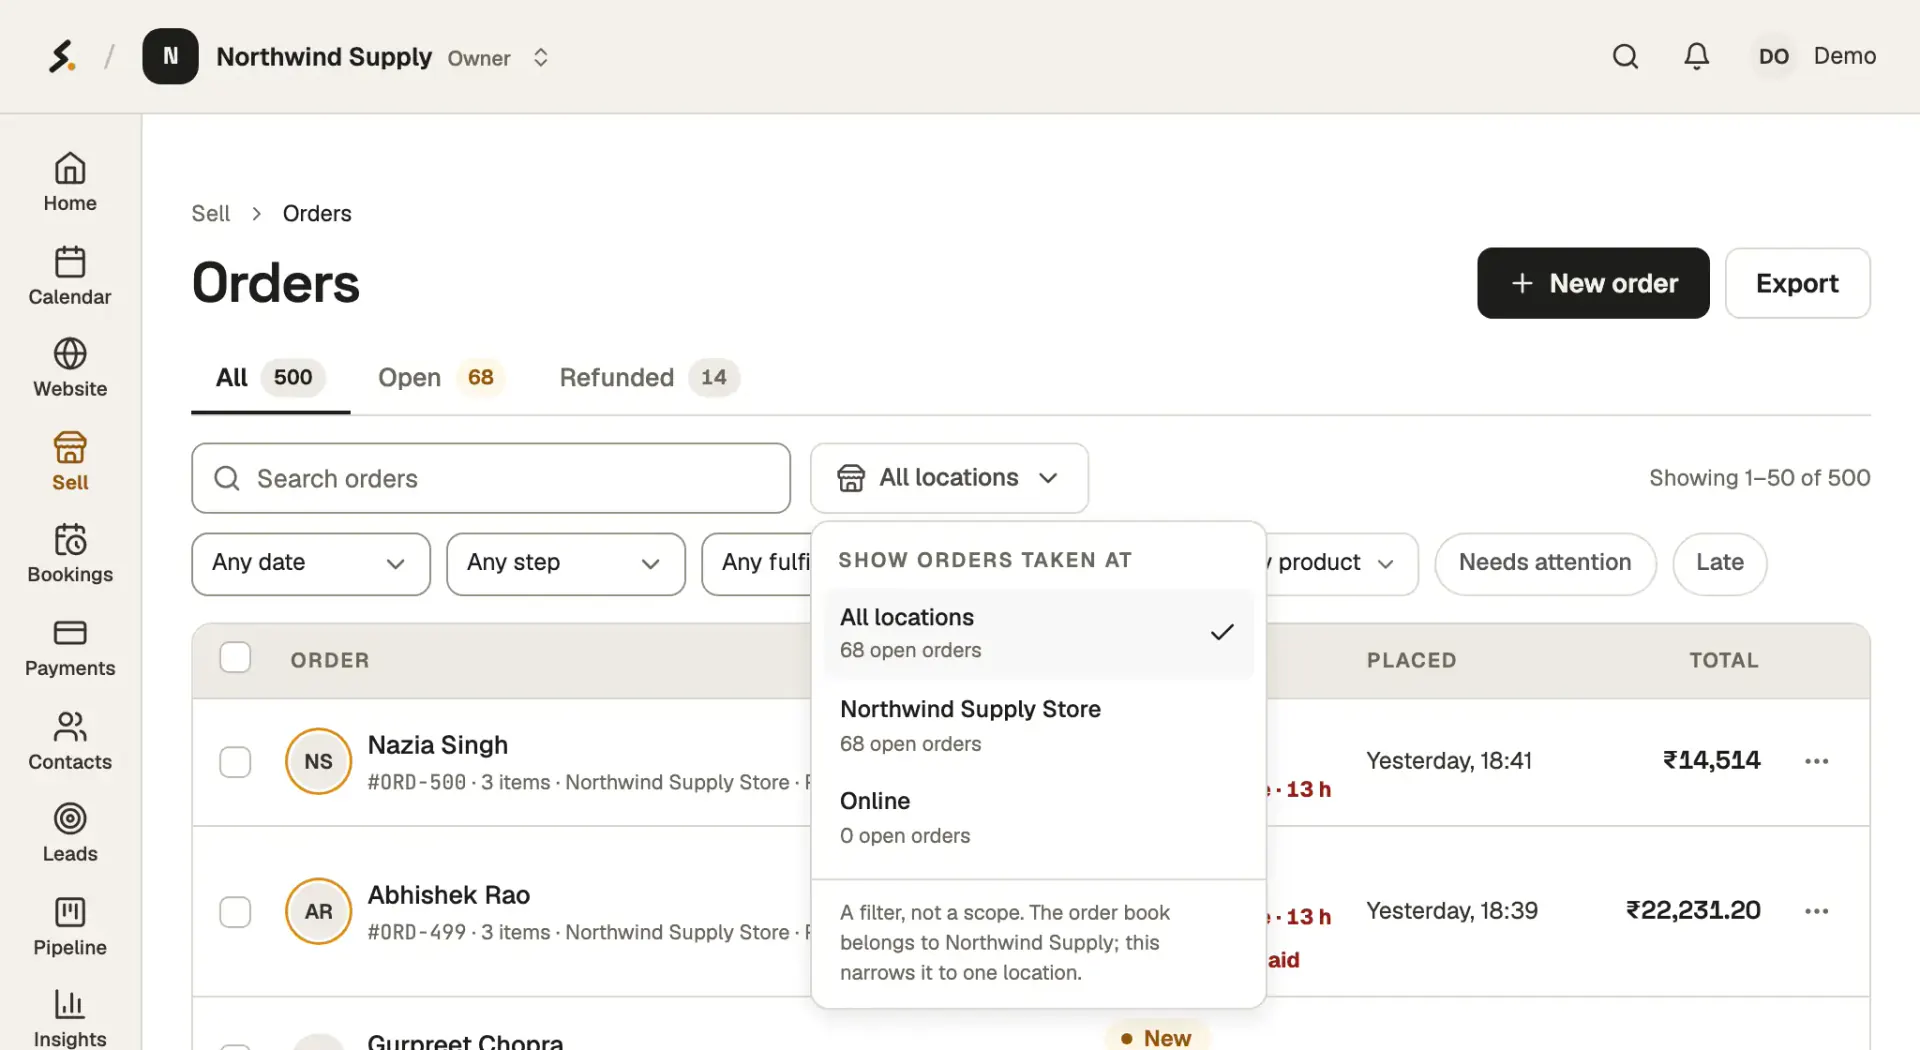 / N Northwind Supply Owner DO Demo
Home
Calendar
Website
Sell
Bookings
Payments
Contacts
Leads
Pipeline
Insights
Sell > Orders
Orders
+ New order Export
All 500 Open 68 Refunded 14
Search orders All locations Showing 1–50 of 500
Any date Any step Any product Needs attention Late
SHOW ORDERS TAKEN AT
All locations
68 open orders
Northwind Supply Store
68 open orders
Online
0 open orders
A filter, not a scope. The order book
belongs to Northwind Supply; this
narrows it to one location.
ORDER PLACED TOTAL
NS Nazia Singh
#ORD-500 · 3 items · Northwind Supply Store ·
· 13 h Yesterday, 18:41 ₹14,514
AR Abhishek Rao
#ORD-499 · 3 items · Northwind Supply Store ·
· 13 h Yesterday, 18:39 ₹22,231.20
Gurpreet Chopra
New